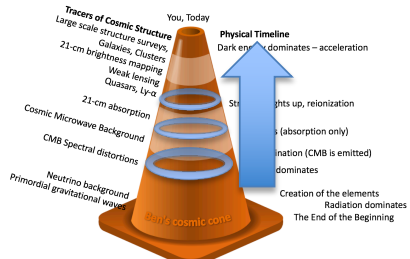 Tracers of Cosmic Structure
Large scale structure surveys,
Galaxies, Clusters
21-cm brightness mapping
Weak lensing
Quasars, Ly-α
21-cm absorption
Cosmic Microwave Background
CMB Spectral distortions
Neutrino background
Primordial gravitational waves
You, Today
Ben's cosmic cone
Physical Timeline
Dark en dominates – acceleration
ghts up, reionization
(absorption only)
ination (CMB is emitted)
dominates
Creation of the elements
Radiation dominates
The End of the Beginning